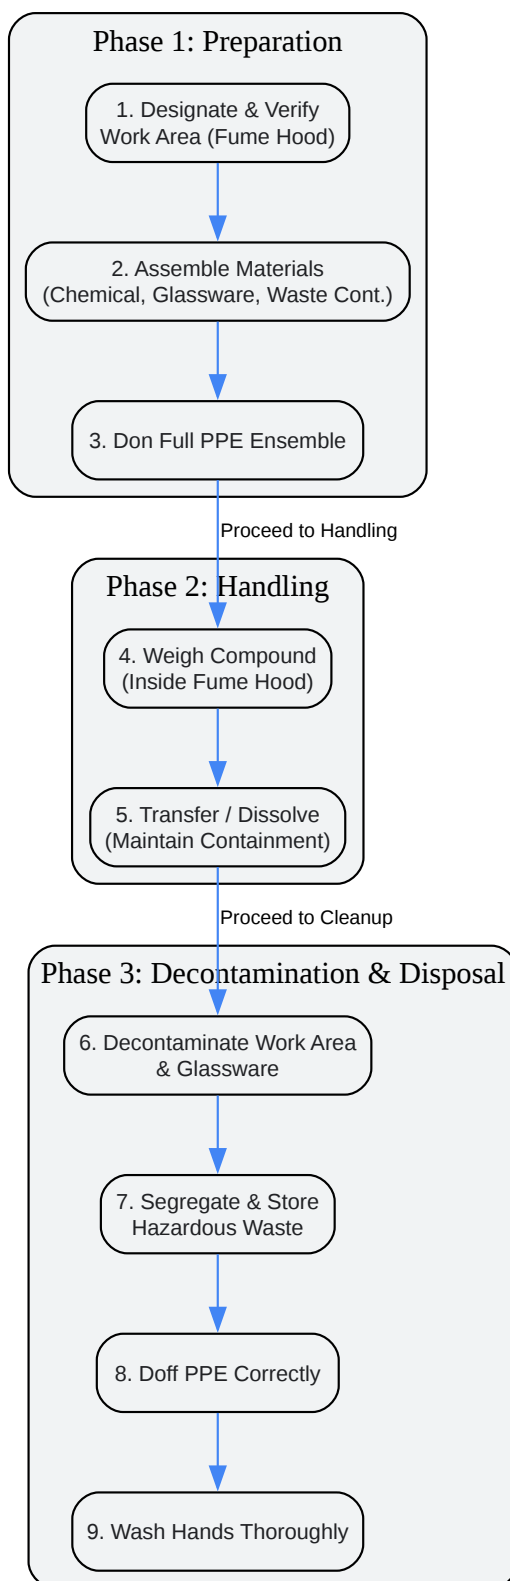 Phase 1: Preparation
1. Designate & Verify
Work Area (Fume Hood)
2. Assemble Materials
(Chemical, Glassware, Waste Cont.)
3. Don Full PPE Ensemble
Proceed to Handling
Phase 2: Handling
4. Weigh Compound
(Inside Fume Hood)
5. Transfer / Dissolve
(Maintain Containment)
Proceed to Cleanup
Phase 3: Decontamination & Disposal
6. Decontaminate Work Area
& Glassware
7. Segregate & Store
Hazardous Waste
8. Doff PPE Correctly
9. Wash Hands Thoroughly